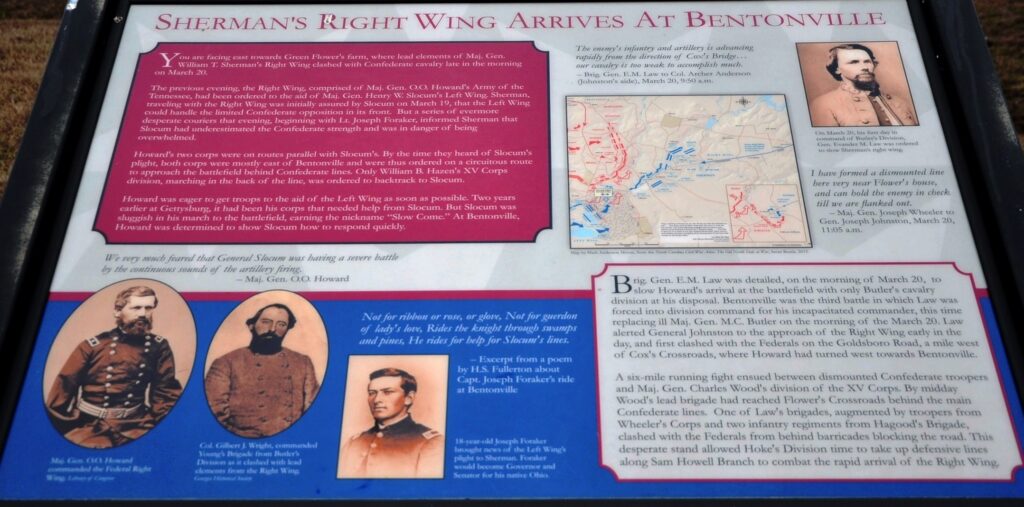 SHERMAN'S RIGHT WING ARRIVES AT BENTONVILLE
You are facing east towards Green Flower's farm, where lead elements of Maj. Gen.
William T. Sherman's Right Wing clashed with Confederate cavalry late in the morning
on March 20.
The previous evening, the Right Wing, comprised of Maj. Gen. O.O. Howard's Army of the
Tennessee, had been ordered to the aid of Maj. Gen. Henry W. Slocum's Left Wing. Sherman,
traveling with the Right Wing was initially assured by Slocum on March 19, that the Left Wing
could handle the limited Confederate opposition in its front. But a series of evermore
desperate couriers that evening, beginning with Lt. Joseph Foraker, informed Sherman that
Slocum had underestimated the Confederate strength and was in danger of being
overwhelmed.
Howard's two corps were on routes parallel with Slocum's. By the time they heard of Slocum's
plight, both corps were mostly east of Bentonville and were thus ordered on a circuitous route
to approach the battlefield behind Confederate lines. Only William B. Hazen's XV Corps
division, marching in the back of the line, was ordered to backtrack to Slocum.
Howard was eager to get troops to the aid of the Left Wing as soon as possible. Two years
earlier at Gettysburg, it had been his corps that needed help from Slocum. But Slocum was
sluggish in his march to the battlefield, earning the nickname "Slow Come." At Bentonville,
Howard was determined to show Slocum how to respond quickly.
We very much feared that General Slocum was having a severe battle
by the continuous sounds of the artillery firing.
– Maj. Gen. O.O. Howard
Maj. Gen. O.O. Howard
commanded the Federal Right
Wing. Library of Congress
Col. Gilbert J. Wright, commanded
Young's Brigade from Butler's
Division as it clashed with lead
elements from the Right Wing.
Georgia Historical Society
Not for ribbon or rose, or glove, Not for guerdon
of lady's love, Rides the knight through swamps
and pines, He rides for help for Slocum's lines.
– Excerpt from a poem
by H.S. Fullerton about
Capt. Joseph Foraker's ride
at Bentonville
18-year-old Joseph Foraker
brought news of the Left Wing's
plight to Sherman. Foraker
would become Governor and
Senator for his native Ohio.
The enemy's infantry and artillery is advancing
rapidly from the direction of Cox's Bridge...
our cavalry is too weak to accomplish much.
– Brig. Gen. E.M. Law to Col. Archer Anderson
(Johnston's aide), March 20, 9:50 a.m.
On March 20, his first day in
command of Butler's Division,
Gen. Evander M. Law was ordered
to slow Sherman's right wing.
I have formed a dismounted line
here very near Flower's house,
and can hold the enemy in check
till we are flanked out.
– Maj. Gen. Joseph Wheeler to
Gen. Joseph Johnston, March 20,
11:05 a.m.
Brig. Gen. E.M. Law was detailed, on the morning of March 20, to
slow Howard's arrival at the battlefield with only Butler's cavalry
division at his disposal. Bentonville was the third battle in which Law was
forced into division command for his incapacitated commander, this time
replacing ill Maj. Gen. M.C. Butler on the morning of the March 20. Law
alerted General Johnston to the approach of the Right Wing early in the
day, and first clashed with the Federals on the Goldsboro Road, a mile west
of Cox's Crossroads, where Howard had turned west towards Bentonville.
A six-mile running fight ensued between dismounted Confederate troopers
and Maj. Gen. Charles Wood's division of the XV Corps. By midday
Wood's lead brigade had reached Flower's Crossroads behind the main
Confederate lines. One of Law's brigades, augmented by troopers from
Wheeler's Corps and two infantry regiments from Hagood's Brigade,
clashed with the Federals from behind barricades blocking the road. This
desperate stand allowed Hoke's Division time to take up defensive lines
along Sam Howell Branch to combat the rapid arrival of the Right Wing.